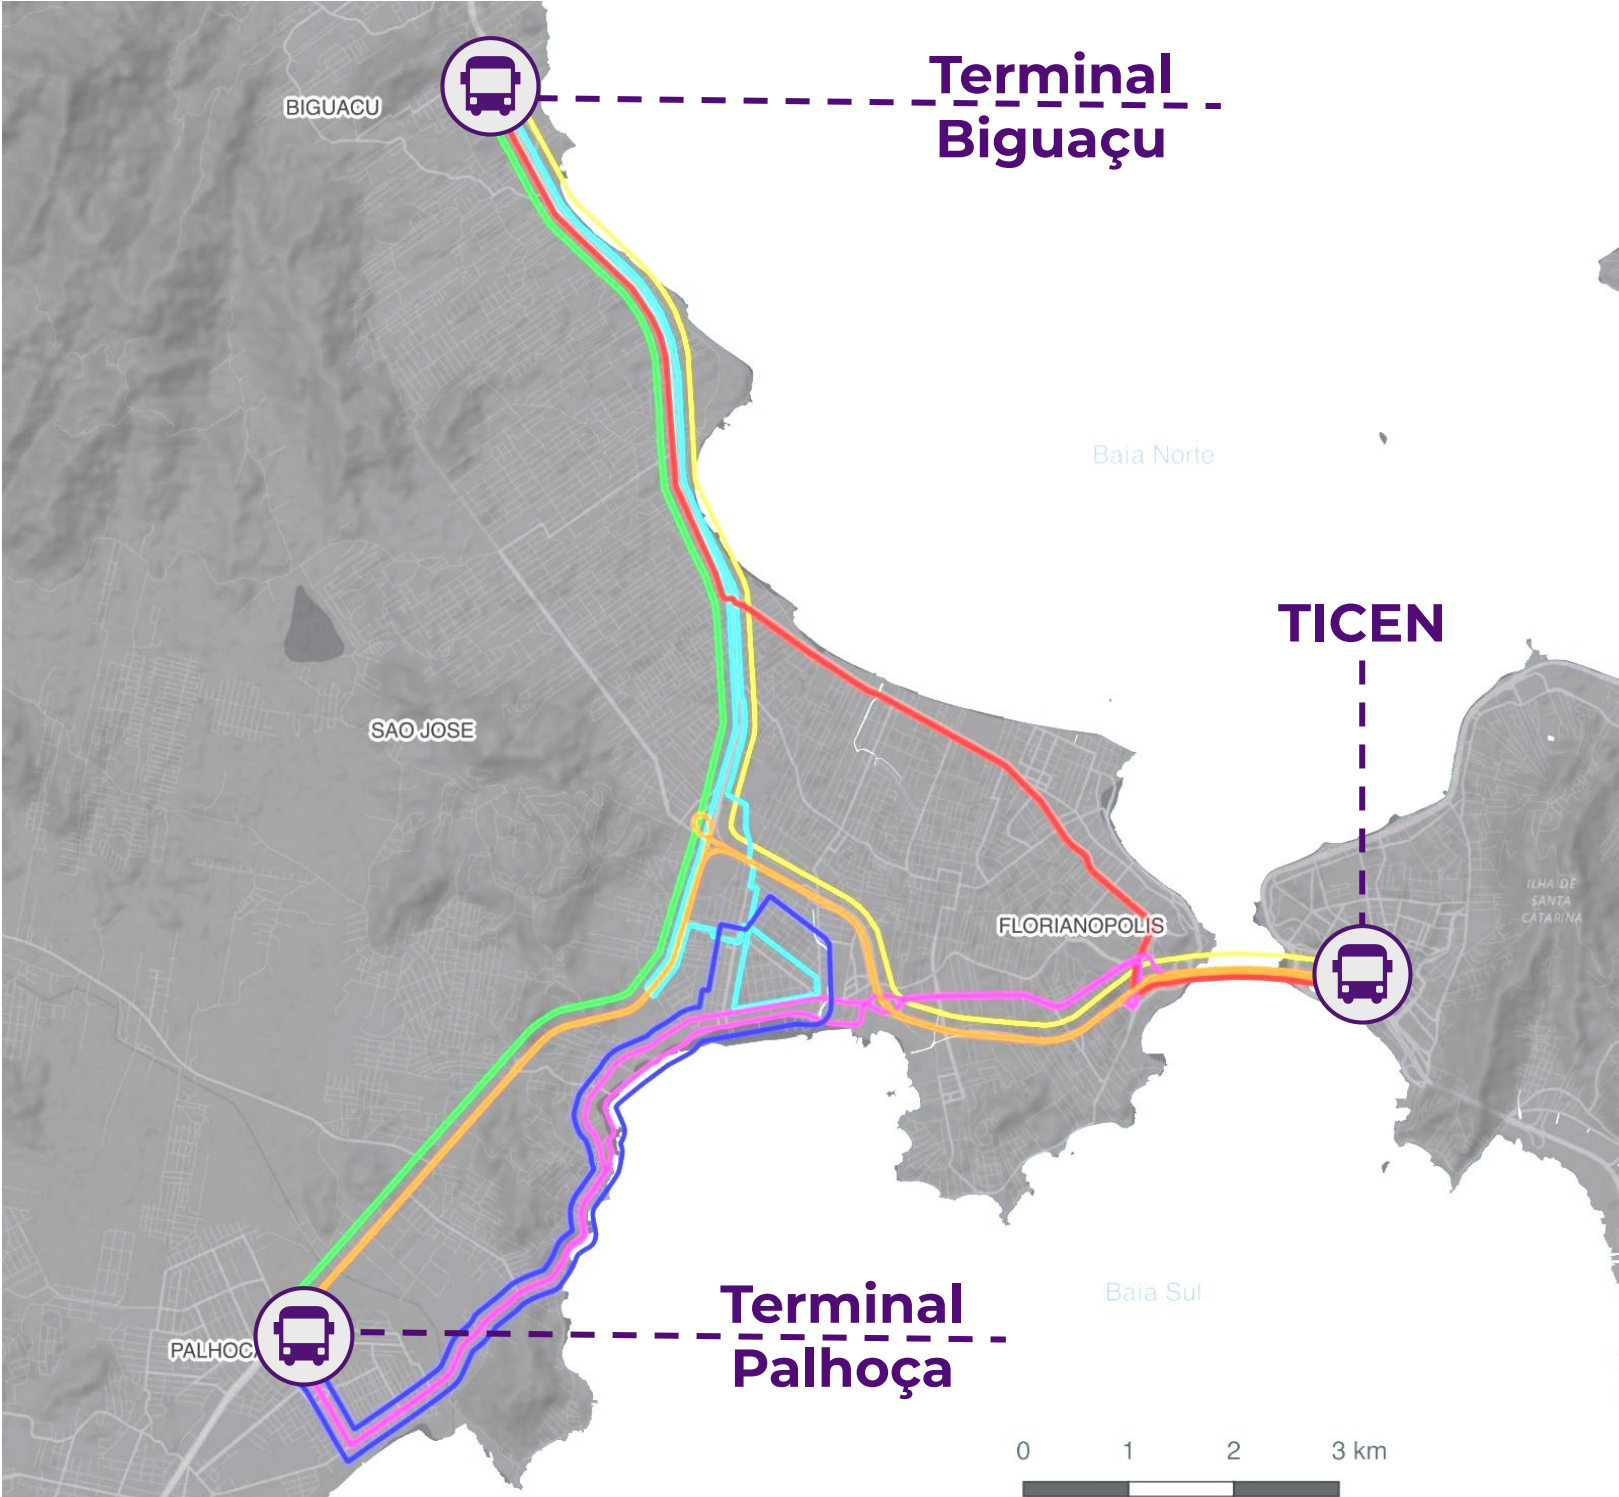 Terminal
Biguaçu
BIGUACU
Baia Norte
TICEN
SAO JOSE
ILHA DE
SANTA
CATARINA
FLORIANOPOLIS
Terminal
Palhoça
Baia Sul
PALHOC
0 1 2 3 km